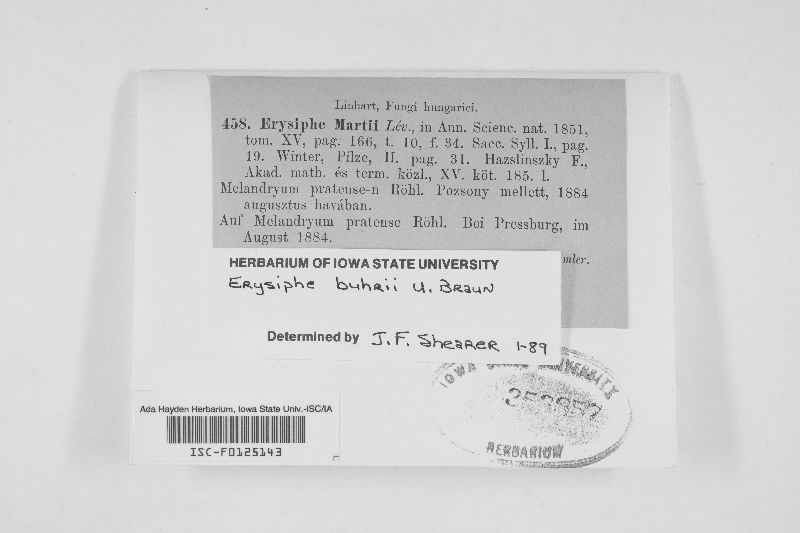 Linhart, Fungi hungarici.
458. Erysiphe Martii Lév., in Ann. Scienc. nat. 1851,
tom. XV, pag. 166, t. 10, f. 34. Sacc. Syll. I., pag.
19. Winter, Pilze, II. pag. 31. Hazslinszky F.,
Akad. math. és term. közl., XV. köt. 185. l.
Melandryum pratense-n Röhl. Pozsony mellett, 1884
augusztus havában.
Auf Melandryum pratense Röhl. Bei Pressburg, im
August 1884.
mler.
HERBARIUM OF IOWA STATE UNIVERSITY
Erysiphe buhrii U. Braun
Determined by J.F. Shearer 1-89
IOWA STATE UNIVERSITY
HERBARIUM
Ada Hayden Herbarium, Iowa State Univ.-ISC/IA
ISC-F0125143